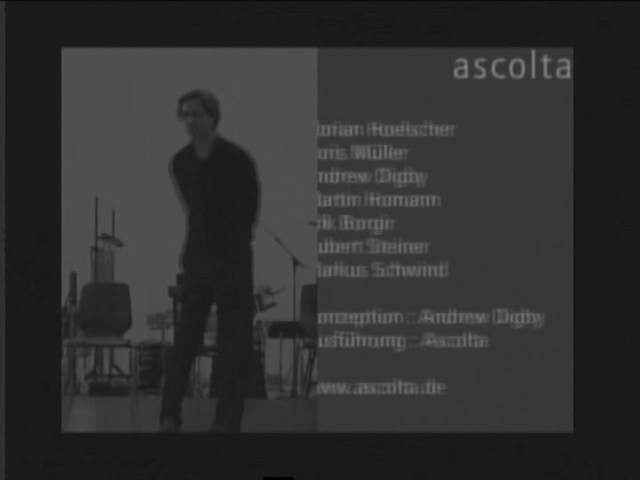 ascolta
orian Hoelscher
oris Müller
ndrew Digby
artin Homann
rik Borgir
ubert Steiner
arkus Schwind
onzeption : Andrew Digby
usführung : Ascolta
www.ascolta.de